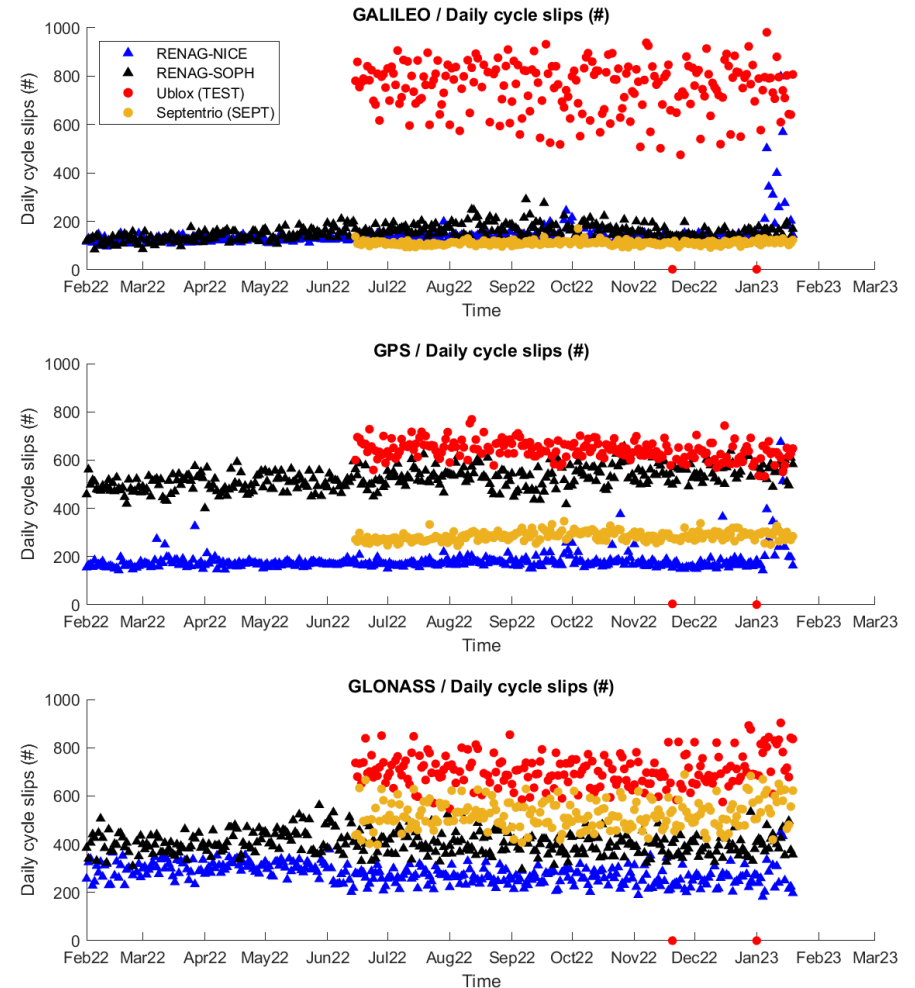 GALILEO / Daily cycle slips (#)
1000
800
600
400
200
0
Daily cycle slips (#)
RENAG-NICE
RENAG-SOPH
Ublox (TEST)
Septentrio (SEPT)
Feb22 Mar22 Apr22 May22 Jun22 Jul22 Aug22 Sep22 Oct22 Nov22 Dec22 Jan23 Feb23 Mar23
Time
GPS / Daily cycle slips (#)
1000
800
600
400
200
0
Daily cycle slips (#)
Feb22 Mar22 Apr22 May22 Jun22 Jul22 Aug22 Sep22 Oct22 Nov22 Dec22 Jan23 Feb23 Mar23
Time
GLONASS / Daily cycle slips (#)
1000
800
600
400
200
0
Daily cycle slips (#)
Feb22 Mar22 Apr22 May22 Jun22 Jul22 Aug22 Sep22 Oct22 Nov22 Dec22 Jan23 Feb23 Mar23
Time